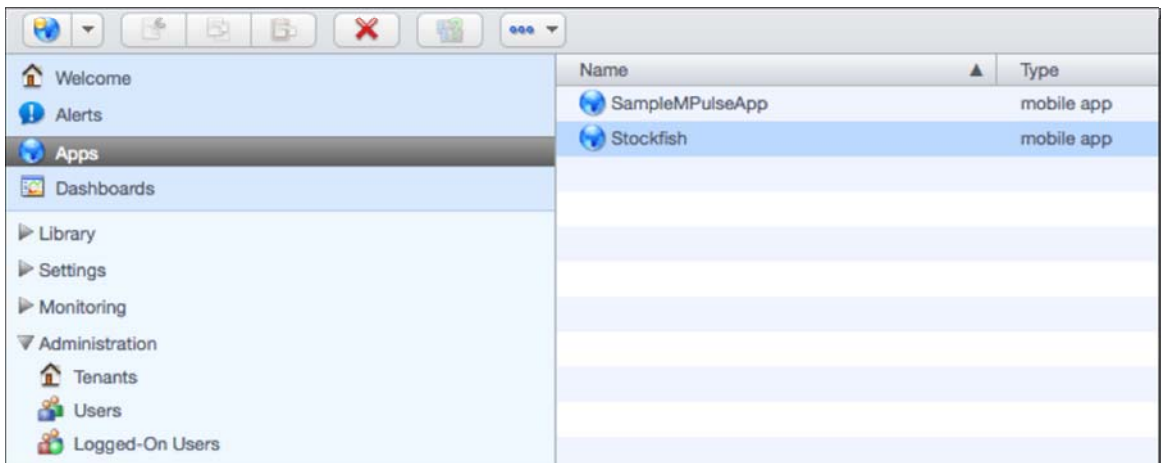 Welcome
Alerts
Apps
Dashboards
Library
Settings
Monitoring
Administration
Tenants
Users
Logged-On Users
Name Type
SampleMPulseApp mobile app
Stockfish mobile app